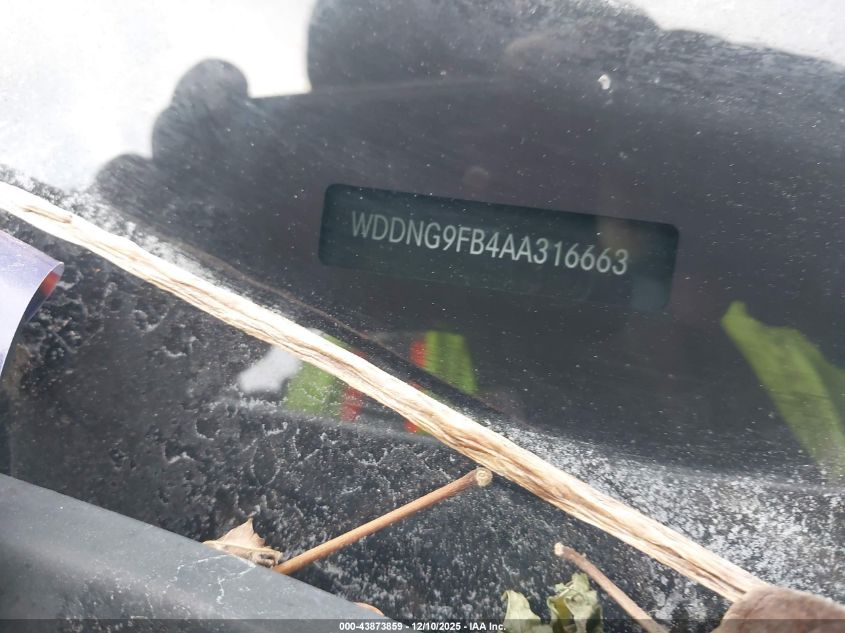 WDDNG9FB4AA316663
000-43873859 - 12/10/2025 - IAA Inc.